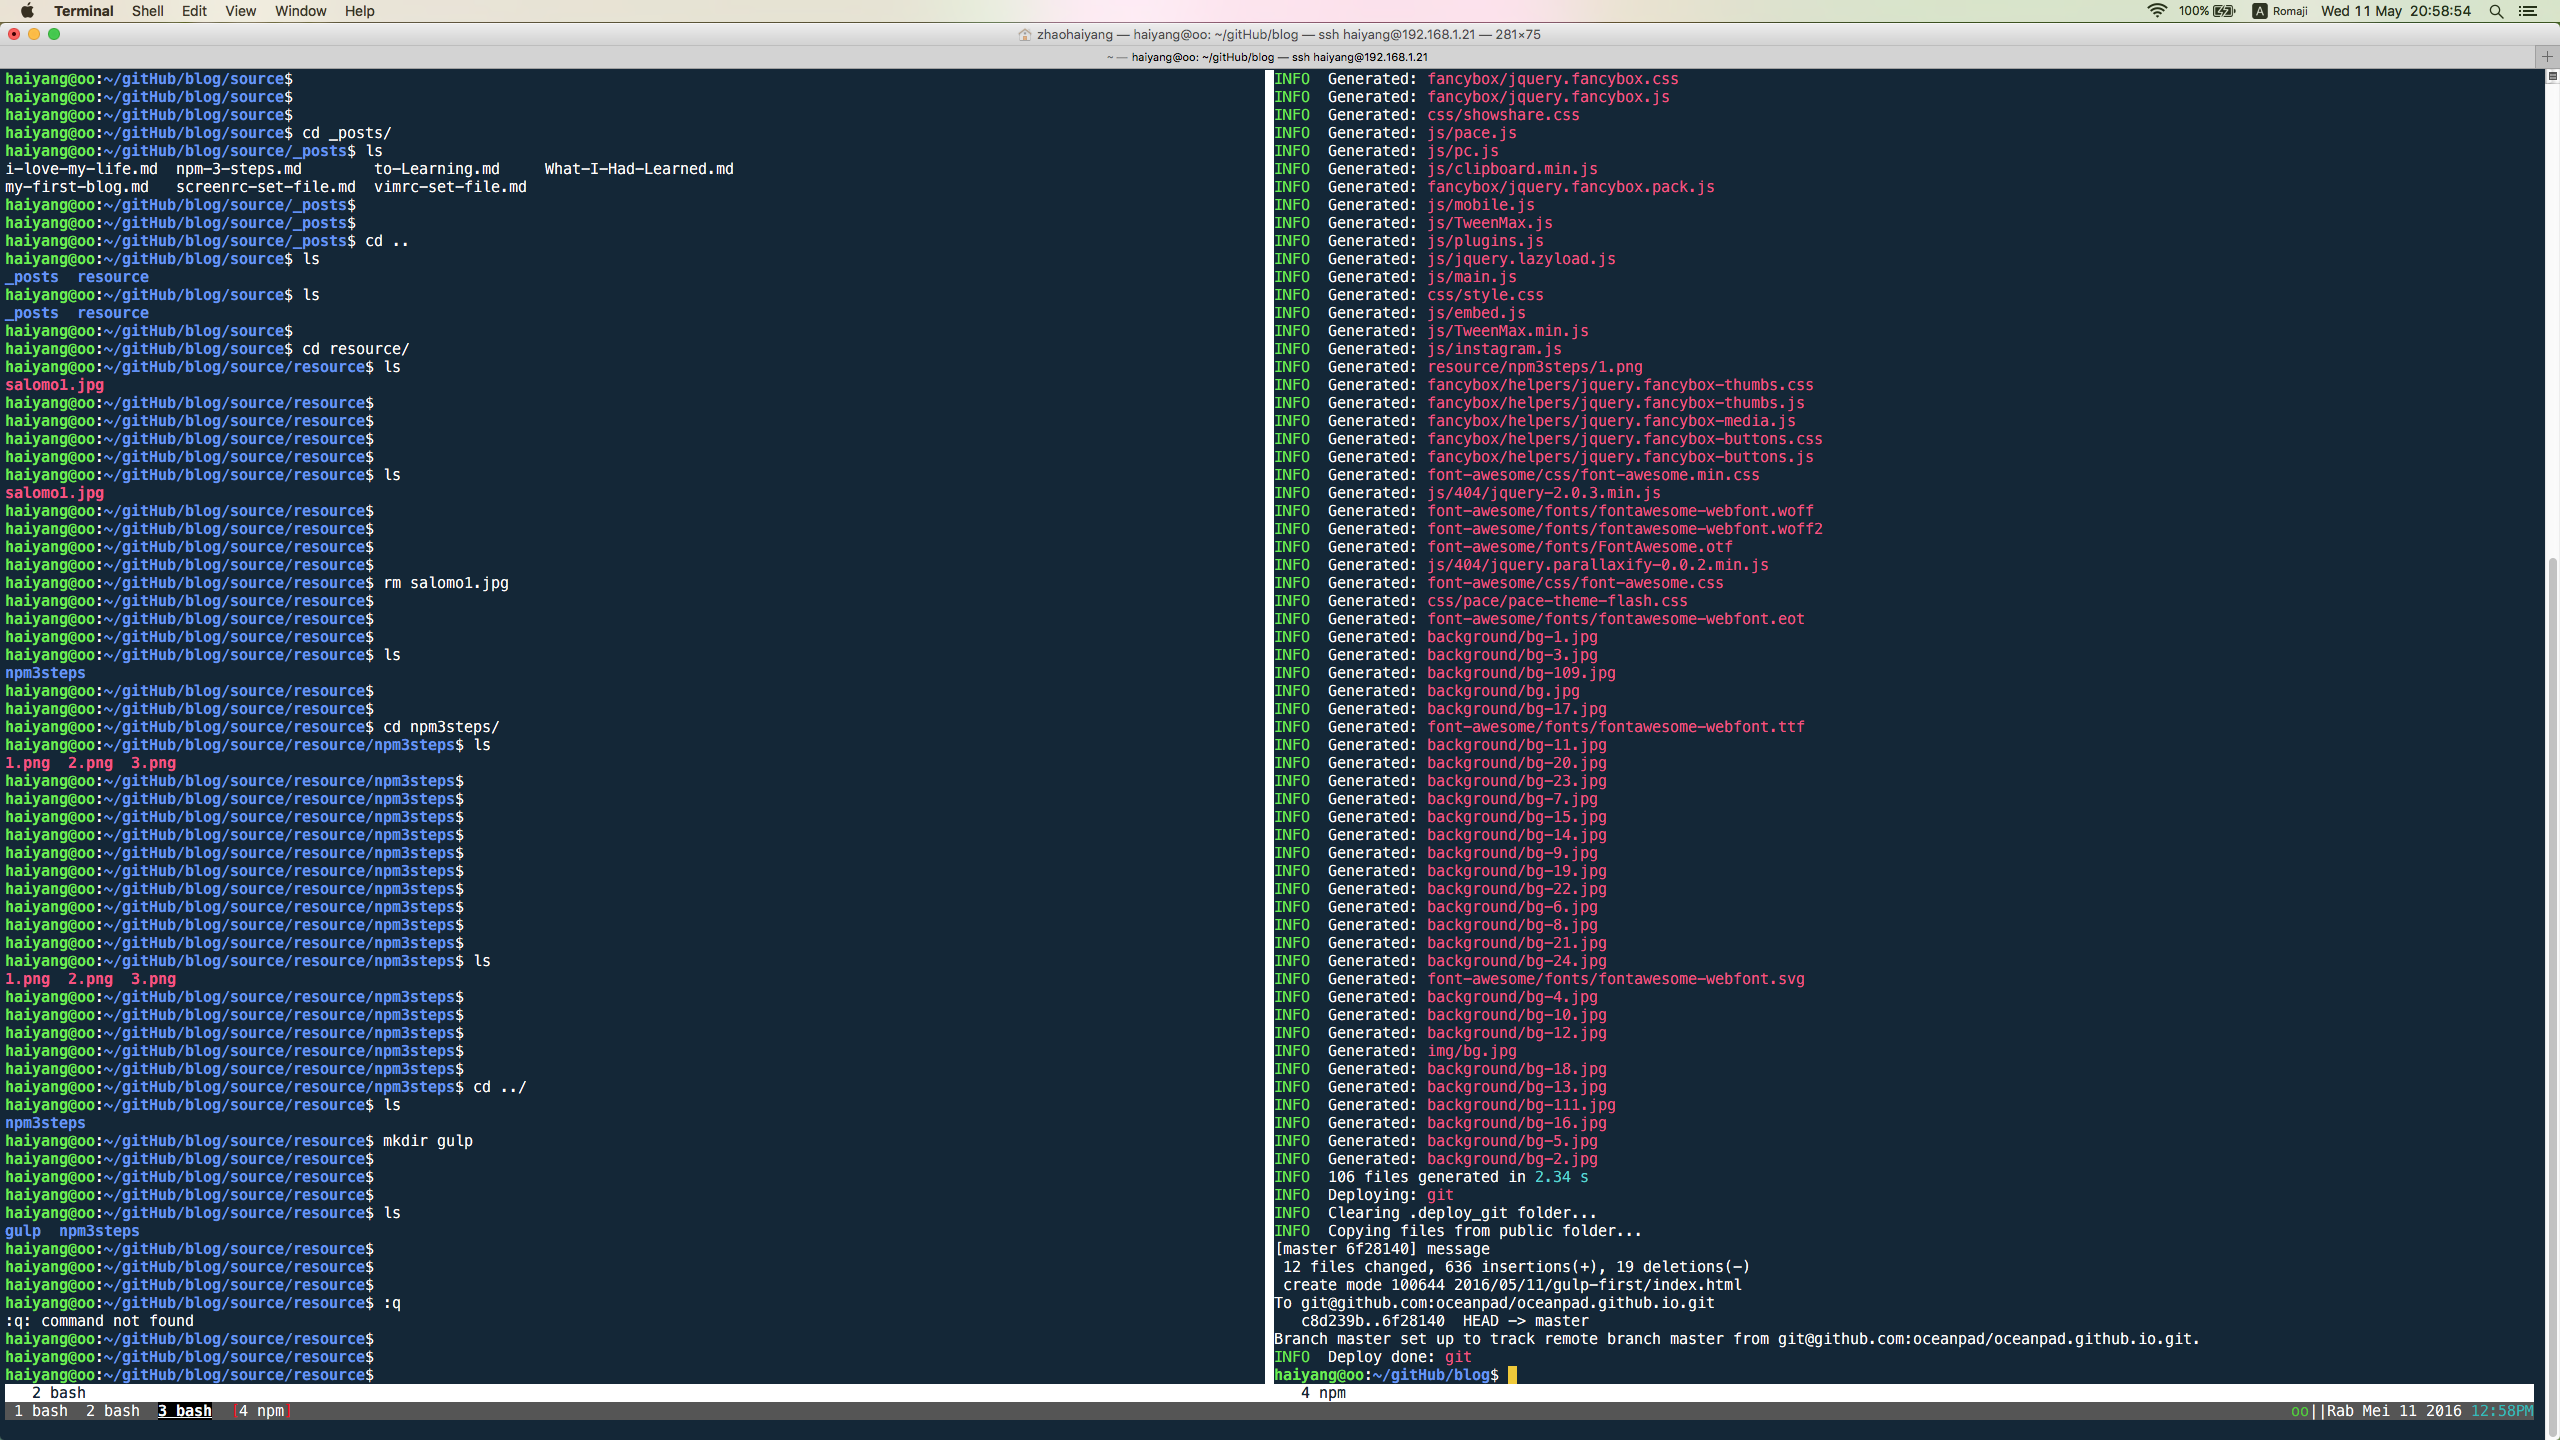 Terminal Shell Edit View Window Help 100% A Romaji Wed 11 May 20:58:54
zhaohaiyang — haiyang@oo: ~/gitHub/blog — ssh haiyang@192.168.1.21 — 281×75
~ — haiyang@oo: ~/gitHub/blog — ssh haiyang@192.168.1.21
haiyang@oo:~/gitHub/blog/source$
haiyang@oo:~/gitHub/blog/source$
haiyang@oo:~/gitHub/blog/source$
haiyang@oo:~/gitHub/blog/source$ cd _posts/
haiyang@oo:~/gitHub/blog/source/_posts$ ls
i-love-my-life.md npm-3-steps.md to-Learning.md What-I-Had-Learned.md
my-first-blog.md screenrc-set-file.md vimrc-set-file.md
haiyang@oo:~/gitHub/blog/source/_posts$
haiyang@oo:~/gitHub/blog/source/_posts$
haiyang@oo:~/gitHub/blog/source/_posts$ cd ..
haiyang@oo:~/gitHub/blog/source$ ls
_posts resource
haiyang@oo:~/gitHub/blog/source$ ls
_posts resource
haiyang@oo:~/gitHub/blog/source$
haiyang@oo:~/gitHub/blog/source$ cd resource/
haiyang@oo:~/gitHub/blog/source/resource$ ls
salomo1.jpg
haiyang@oo:~/gitHub/blog/source/resource$
haiyang@oo:~/gitHub/blog/source/resource$
haiyang@oo:~/gitHub/blog/source/resource$
haiyang@oo:~/gitHub/blog/source/resource$
haiyang@oo:~/gitHub/blog/source/resource$ ls
salomo1.jpg
haiyang@oo:~/gitHub/blog/source/resource$
haiyang@oo:~/gitHub/blog/source/resource$
haiyang@oo:~/gitHub/blog/source/resource$
haiyang@oo:~/gitHub/blog/source/resource$
haiyang@oo:~/gitHub/blog/source/resource$ rm salomo1.jpg
haiyang@oo:~/gitHub/blog/source/resource$
haiyang@oo:~/gitHub/blog/source/resource$
haiyang@oo:~/gitHub/blog/source/resource$
haiyang@oo:~/gitHub/blog/source/resource$ ls
npm3steps
haiyang@oo:~/gitHub/blog/source/resource$
haiyang@oo:~/gitHub/blog/source/resource$
haiyang@oo:~/gitHub/blog/source/resource$ cd npm3steps/
haiyang@oo:~/gitHub/blog/source/resource/npm3steps$ ls
1.png 2.png 3.png
haiyang@oo:~/gitHub/blog/source/resource/npm3steps$
haiyang@oo:~/gitHub/blog/source/resource/npm3steps$
haiyang@oo:~/gitHub/blog/source/resource/npm3steps$
haiyang@oo:~/gitHub/blog/source/resource/npm3steps$
haiyang@oo:~/gitHub/blog/source/resource/npm3steps$
haiyang@oo:~/gitHub/blog/source/resource/npm3steps$
haiyang@oo:~/gitHub/blog/source/resource/npm3steps$
haiyang@oo:~/gitHub/blog/source/resource/npm3steps$
haiyang@oo:~/gitHub/blog/source/resource/npm3steps$
haiyang@oo:~/gitHub/blog/source/resource/npm3steps$
haiyang@oo:~/gitHub/blog/source/resource/npm3steps$ ls
1.png 2.png 3.png
haiyang@oo:~/gitHub/blog/source/resource/npm3steps$
haiyang@oo:~/gitHub/blog/source/resource/npm3steps$
haiyang@oo:~/gitHub/blog/source/resource/npm3steps$
haiyang@oo:~/gitHub/blog/source/resource/npm3steps$
haiyang@oo:~/gitHub/blog/source/resource/npm3steps$
haiyang@oo:~/gitHub/blog/source/resource/npm3steps$ cd ../
haiyang@oo:~/gitHub/blog/source/resource$ ls
npm3steps
haiyang@oo:~/gitHub/blog/source/resource$ mkdir gulp
haiyang@oo:~/gitHub/blog/source/resource$
haiyang@oo:~/gitHub/blog/source/resource$
haiyang@oo:~/gitHub/blog/source/resource$
haiyang@oo:~/gitHub/blog/source/resource$ ls
gulp npm3steps
haiyang@oo:~/gitHub/blog/source/resource$
haiyang@oo:~/gitHub/blog/source/resource$
haiyang@oo:~/gitHub/blog/source/resource$
haiyang@oo:~/gitHub/blog/source/resource$ :q
:q: command not found
haiyang@oo:~/gitHub/blog/source/resource$
haiyang@oo:~/gitHub/blog/source/resource$
haiyang@oo:~/gitHub/blog/source/resource$
2 bash
INFO Generated: fancybox/jquery.fancybox.css
INFO Generated: fancybox/jquery.fancybox.js
INFO Generated: css/showshare.css
INFO Generated: js/pace.js
INFO Generated: js/pc.js
INFO Generated: js/clipboard.min.js
INFO Generated: fancybox/jquery.fancybox.pack.js
INFO Generated: js/mobile.js
INFO Generated: js/TweenMax.js
INFO Generated: js/plugins.js
INFO Generated: js/jquery.lazyload.js
INFO Generated: js/main.js
INFO Generated: css/style.css
INFO Generated: js/embed.js
INFO Generated: js/TweenMax.min.js
INFO Generated: js/instagram.js
INFO Generated: resource/npm3steps/1.png
INFO Generated: fancybox/helpers/jquery.fancybox-thumbs.css
INFO Generated: fancybox/helpers/jquery.fancybox-thumbs.js
INFO Generated: fancybox/helpers/jquery.fancybox-media.js
INFO Generated: fancybox/helpers/jquery.fancybox-buttons.css
INFO Generated: fancybox/helpers/jquery.fancybox-buttons.js
INFO Generated: font-awesome/css/font-awesome.min.css
INFO Generated: js/404/jquery-2.0.3.min.js
INFO Generated: font-awesome/fonts/fontawesome-webfont.woff
INFO Generated: font-awesome/fonts/fontawesome-webfont.woff2
INFO Generated: font-awesome/fonts/FontAwesome.otf
INFO Generated: js/404/jquery.parallaxify-0.0.2.min.js
INFO Generated: font-awesome/css/font-awesome.css
INFO Generated: css/pace/pace-theme-flash.css
INFO Generated: font-awesome/fonts/fontawesome-webfont.eot
INFO Generated: background/bg-1.jpg
INFO Generated: background/bg-3.jpg
INFO Generated: background/bg-109.jpg
INFO Generated: background/bg.jpg
INFO Generated: background/bg-17.jpg
INFO Generated: font-awesome/fonts/fontawesome-webfont.ttf
INFO Generated: background/bg-11.jpg
INFO Generated: background/bg-20.jpg
INFO Generated: background/bg-23.jpg
INFO Generated: background/bg-7.jpg
INFO Generated: background/bg-15.jpg
INFO Generated: background/bg-14.jpg
INFO Generated: background/bg-9.jpg
INFO Generated: background/bg-19.jpg
INFO Generated: background/bg-22.jpg
INFO Generated: background/bg-6.jpg
INFO Generated: background/bg-8.jpg
INFO Generated: background/bg-21.jpg
INFO Generated: background/bg-24.jpg
INFO Generated: font-awesome/fonts/fontawesome-webfont.svg
INFO Generated: background/bg-4.jpg
INFO Generated: background/bg-10.jpg
INFO Generated: background/bg-12.jpg
INFO Generated: img/bg.jpg
INFO Generated: background/bg-18.jpg
INFO Generated: background/bg-13.jpg
INFO Generated: background/bg-111.jpg
INFO Generated: background/bg-16.jpg
INFO Generated: background/bg-5.jpg
INFO Generated: background/bg-2.jpg
INFO 106 files generated in 2.34 s
INFO Deploying: git
INFO Clearing .deploy_git folder...
INFO Copying files from public folder...
[master 6f28140] message
12 files changed, 636 insertions(+), 19 deletions(-)
create mode 100644 2016/05/11/gulp-first/index.html
To git@github.com:oceanpad/oceanpad.github.io.git
c8d239b..6f28140 HEAD -> master
Branch master set up to track remote branch master from git@github.com:oceanpad/oceanpad.github.io.git.
INFO Deploy done: git
haiyang@oo:~/gitHub/blog$
4 npm
1 bash 2 bash 3 bash [4 npm] oo||Rab Mei 11 2016 12:58PM